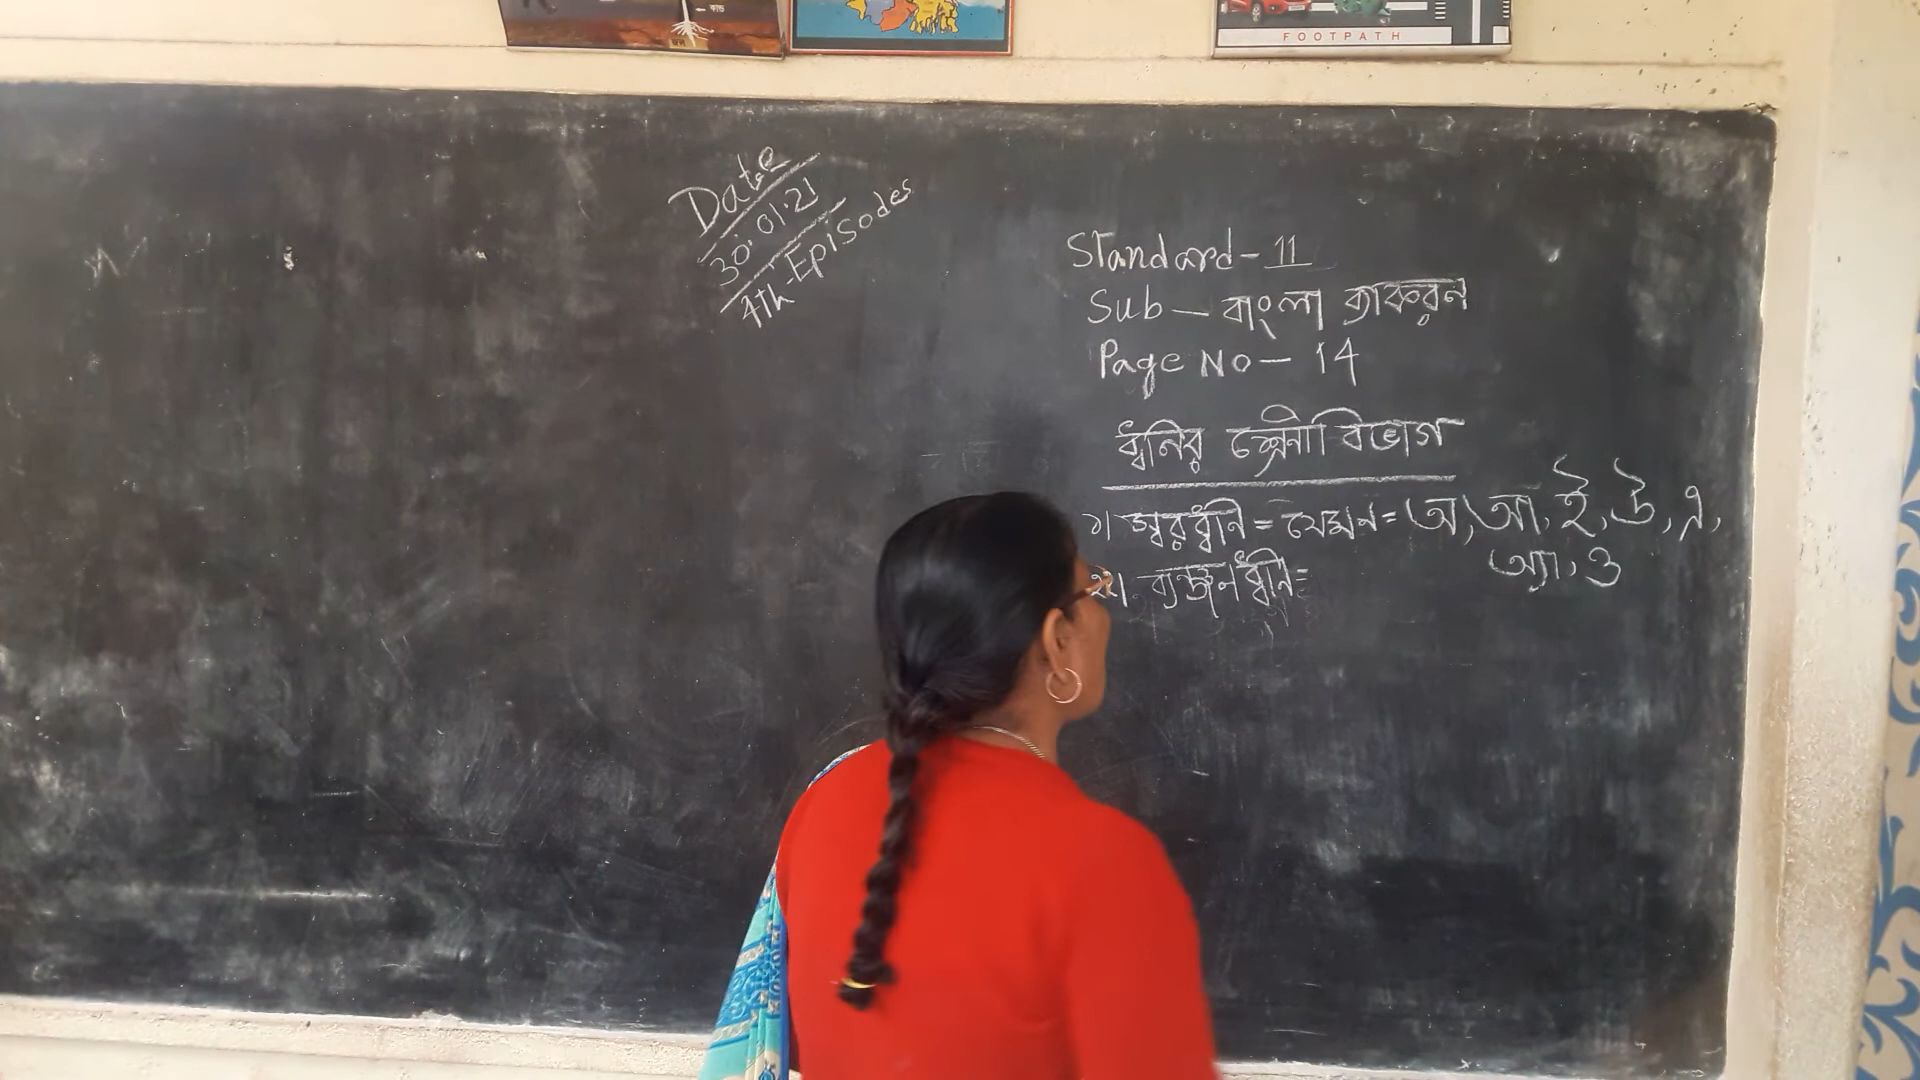 কান্ড
FOOTPATH
Date
30.01.21
4th-Episodes
Standard-11
Sub-বাংলা ব্যাকরন
Page No-14
ধ্বনির শ্রেনীবিভাগ
১। স্বরধ্বনি = যেমন = অ, আ, ই, উ, এ,
অ্যা, ও
২। ব্যঞ্জনধ্বনি=